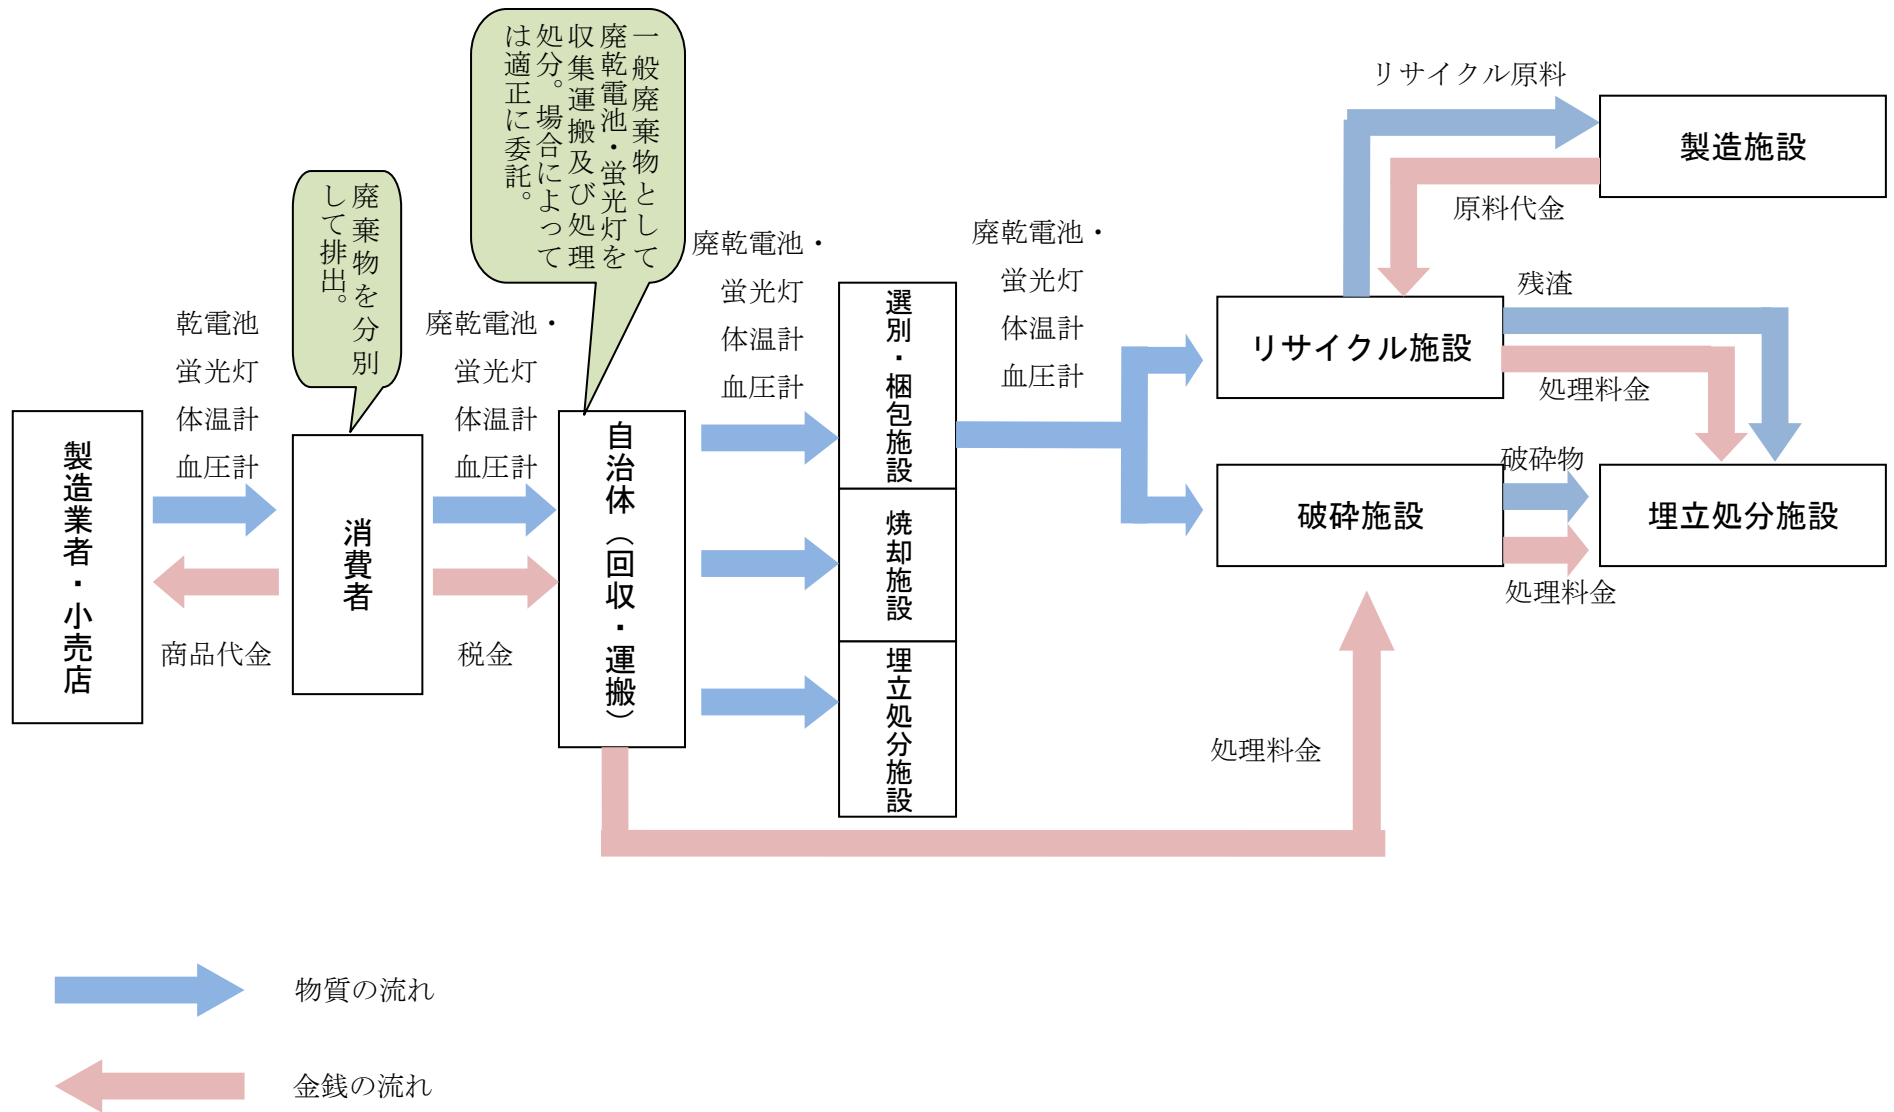 一般廃棄物として
廃乾電池・蛍光灯を
収集運搬及び処理
処分。場合によって
は適正に委託。
廃棄物を分別
して排出。
乾電池
蛍光灯
体温計
血圧計
廃乾電池・
蛍光灯
体温計
血圧計
廃乾電池・
蛍光灯
体温計
血圧計
廃乾電池・
蛍光灯
体温計
血圧計
製造業者・小売店
消費者
自治体（回収・運搬）
選別・梱包施設
焼却施設
埋立処分施設
商品代金
税金
リサイクル原料
製造施設
原料代金
リサイクル施設
残渣
処理料金
破砕施設
破砕物
処理料金
埋立処分施設
処理料金
物質の流れ
金銭の流れ